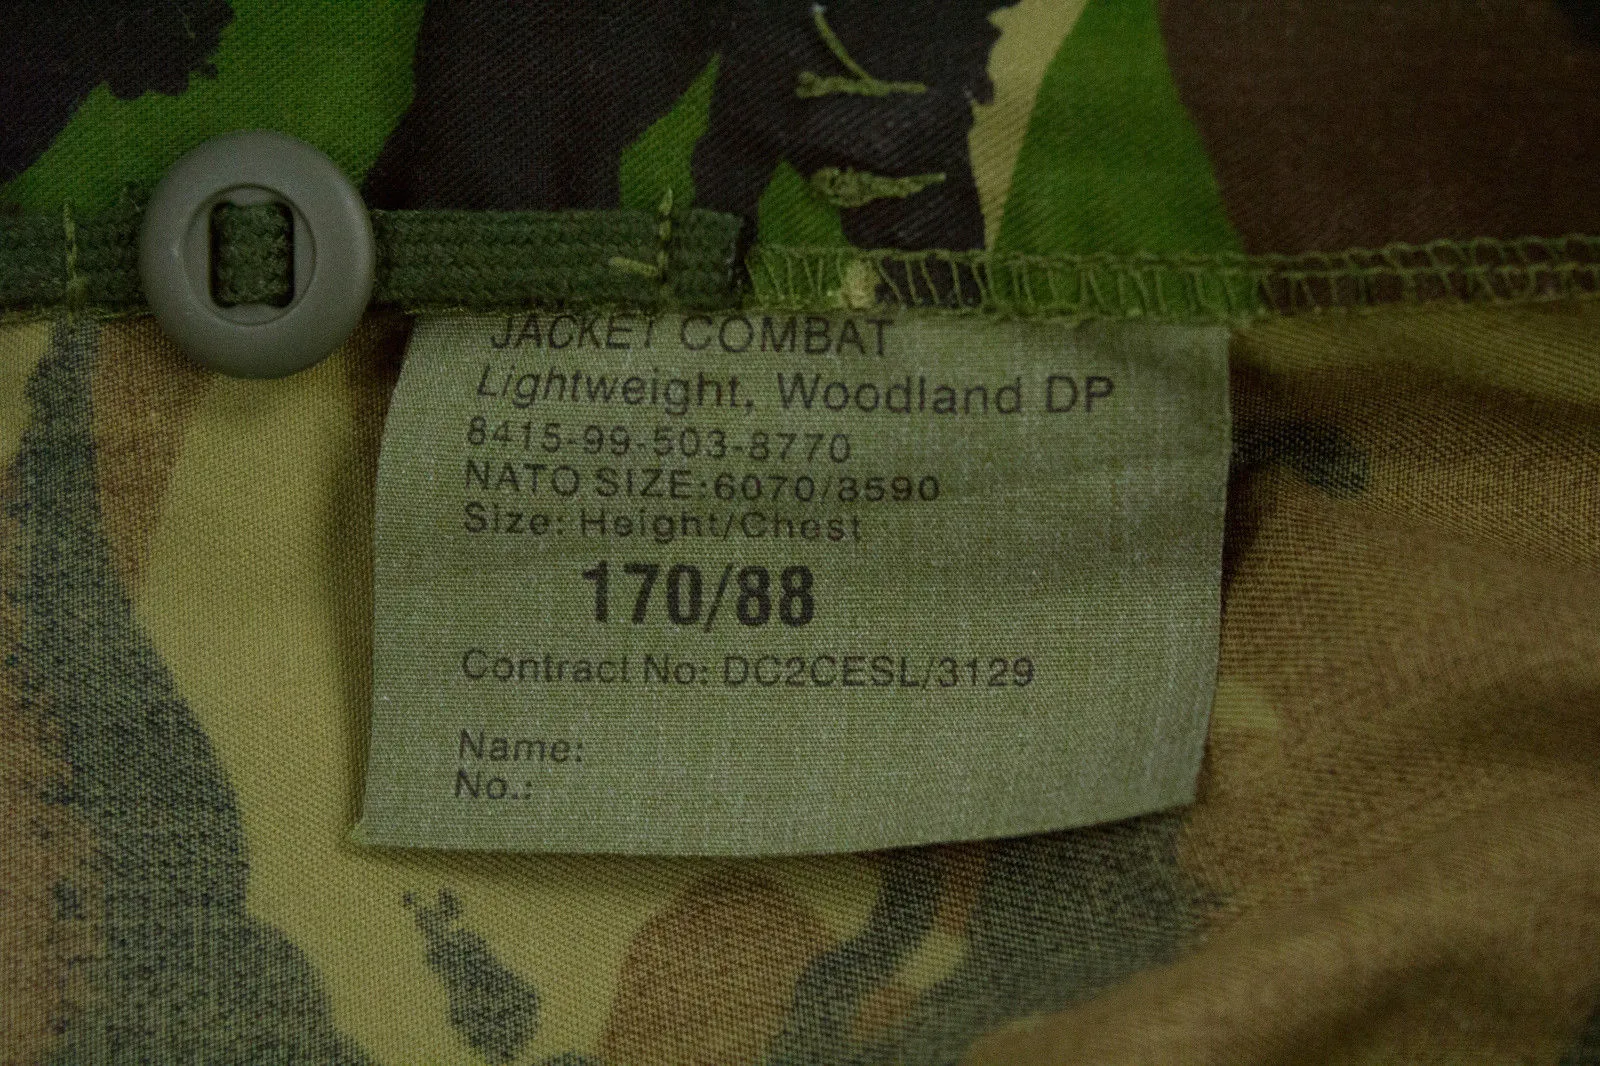 JACKET COMBAT
Lightweight, Woodland DP
8415-99-503-8770
NATO SIZE:6070/8590
Size: Height/Chest
170/88
Contract No: DC2CESL/3129
Name:
No.: